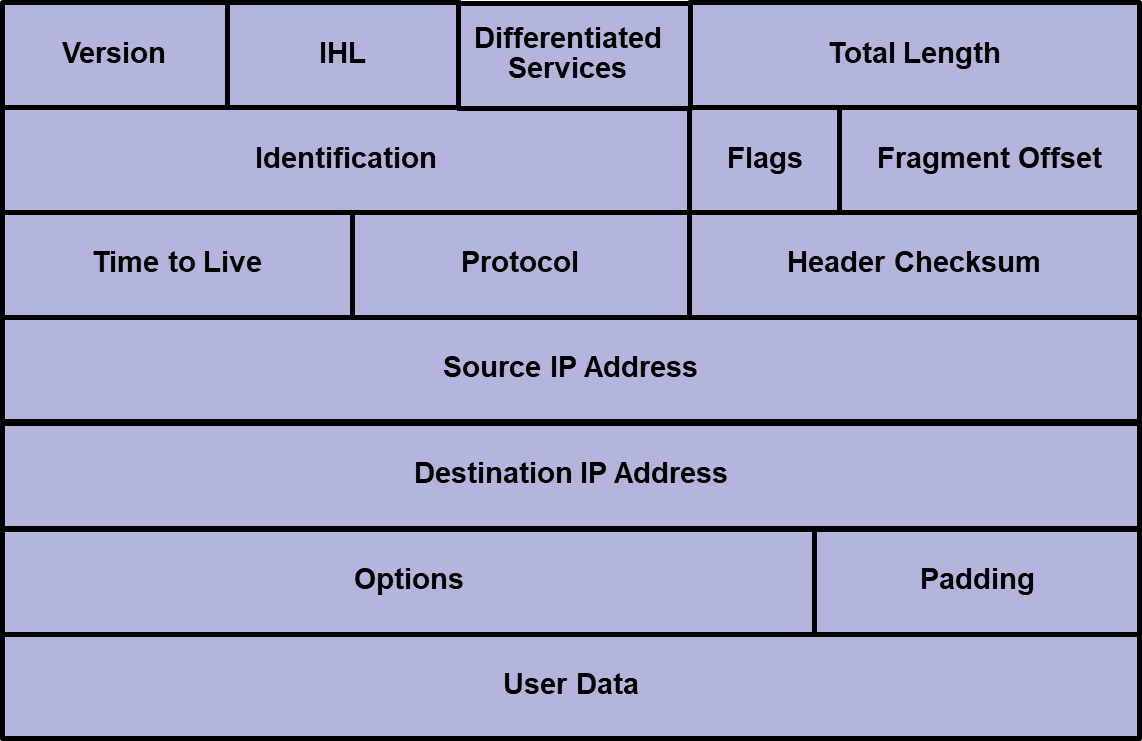 Version
IHL
Differentiated
Services
Total Length
Identification
Flags
Fragment Offset
Time to Live
Protocol
Header Checksum
Source IP Address
Destination IP Address
Options
Padding
User Data